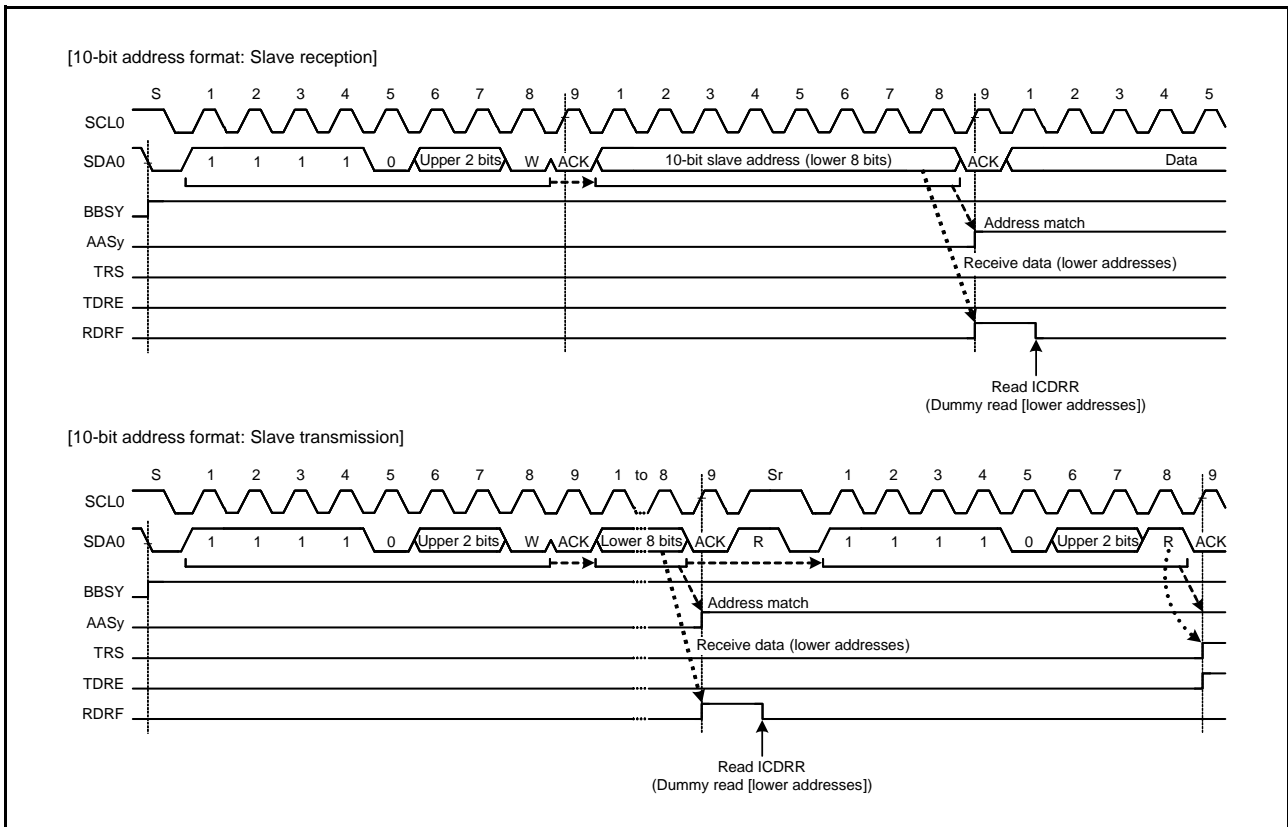 [10-bit address format: Slave reception]
S 1 2 3 4 5 6 7 8 9 1 2 3 4 5 6 7 8 9 1 2 3 4 5
SCL0
SDA0 1 1 1 1 0 Upper 2 bits W ACK 10-bit slave address (lower 8 bits) ACK Data
BBSY
Address match
AASy
Receive data (lower addresses)
TRS
TDRE
RDRF
Read ICDRR
(Dummy read [lower addresses])
[10-bit address format: Slave transmission]
S 1 2 3 4 5 6 7 8 9 1 to 8 9 Sr 1 2 3 4 5 6 7 8 9
SCL0
SDA0 1 1 1 1 0 Upper 2 bits W ACK Lower 8 bits ACK R 1 1 1 1 0 Upper 2 bits R ACK
BBSY
Address match
AASy
Receive data (lower addresses)
TRS
TDRE
RDRF
Read ICDRR
(Dummy read [lower addresses])